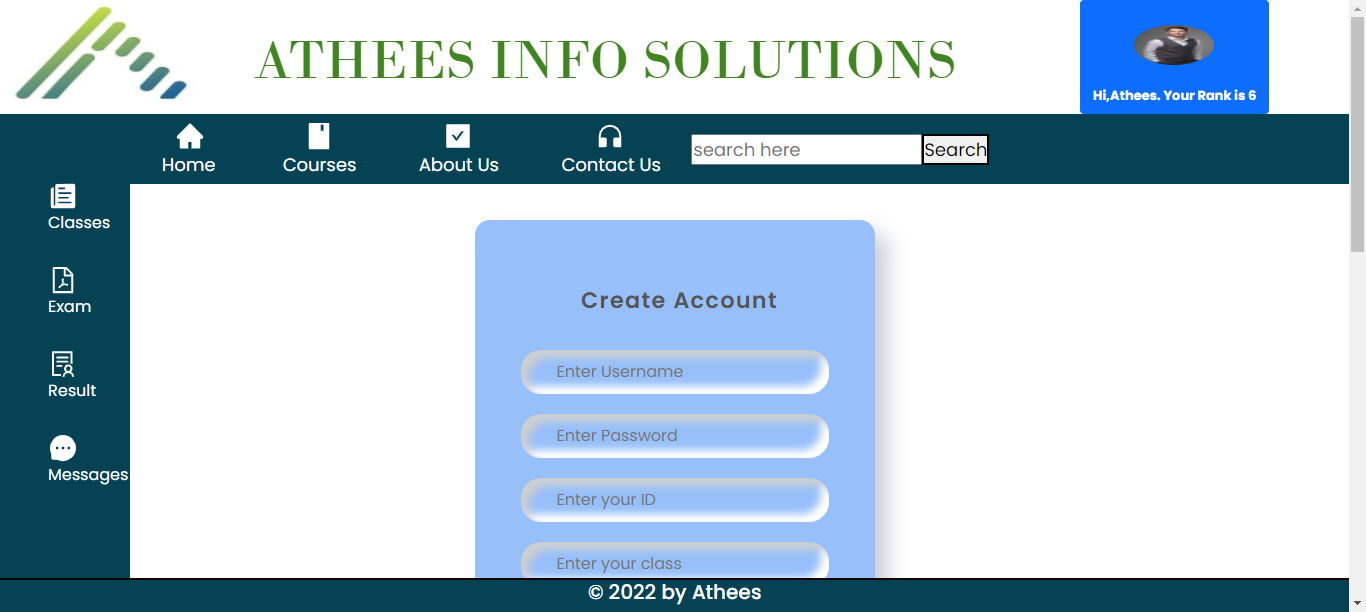 ATHEES INFO SOLUTIONS
Hi,Athees. Your Rank is 6
Home
Courses
About Us
Contact Us
search here
Search
Classes
Exam
Result
Messages
Create Account
Enter Username
Enter Password
Enter your ID
Enter your class
© 2022 by Athees